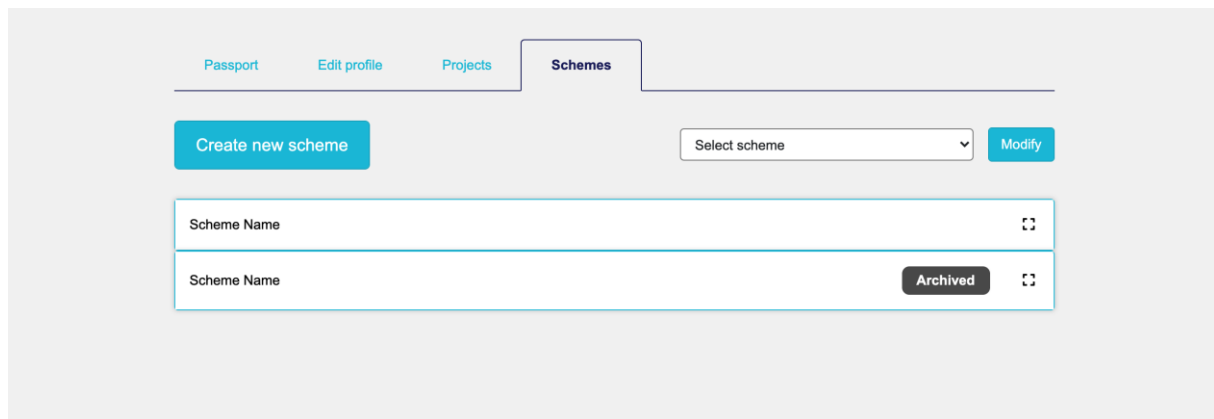 Passport Edit profile Projects Schemes
Create new scheme Select scheme Modify
Scheme Name
Scheme Name Archived